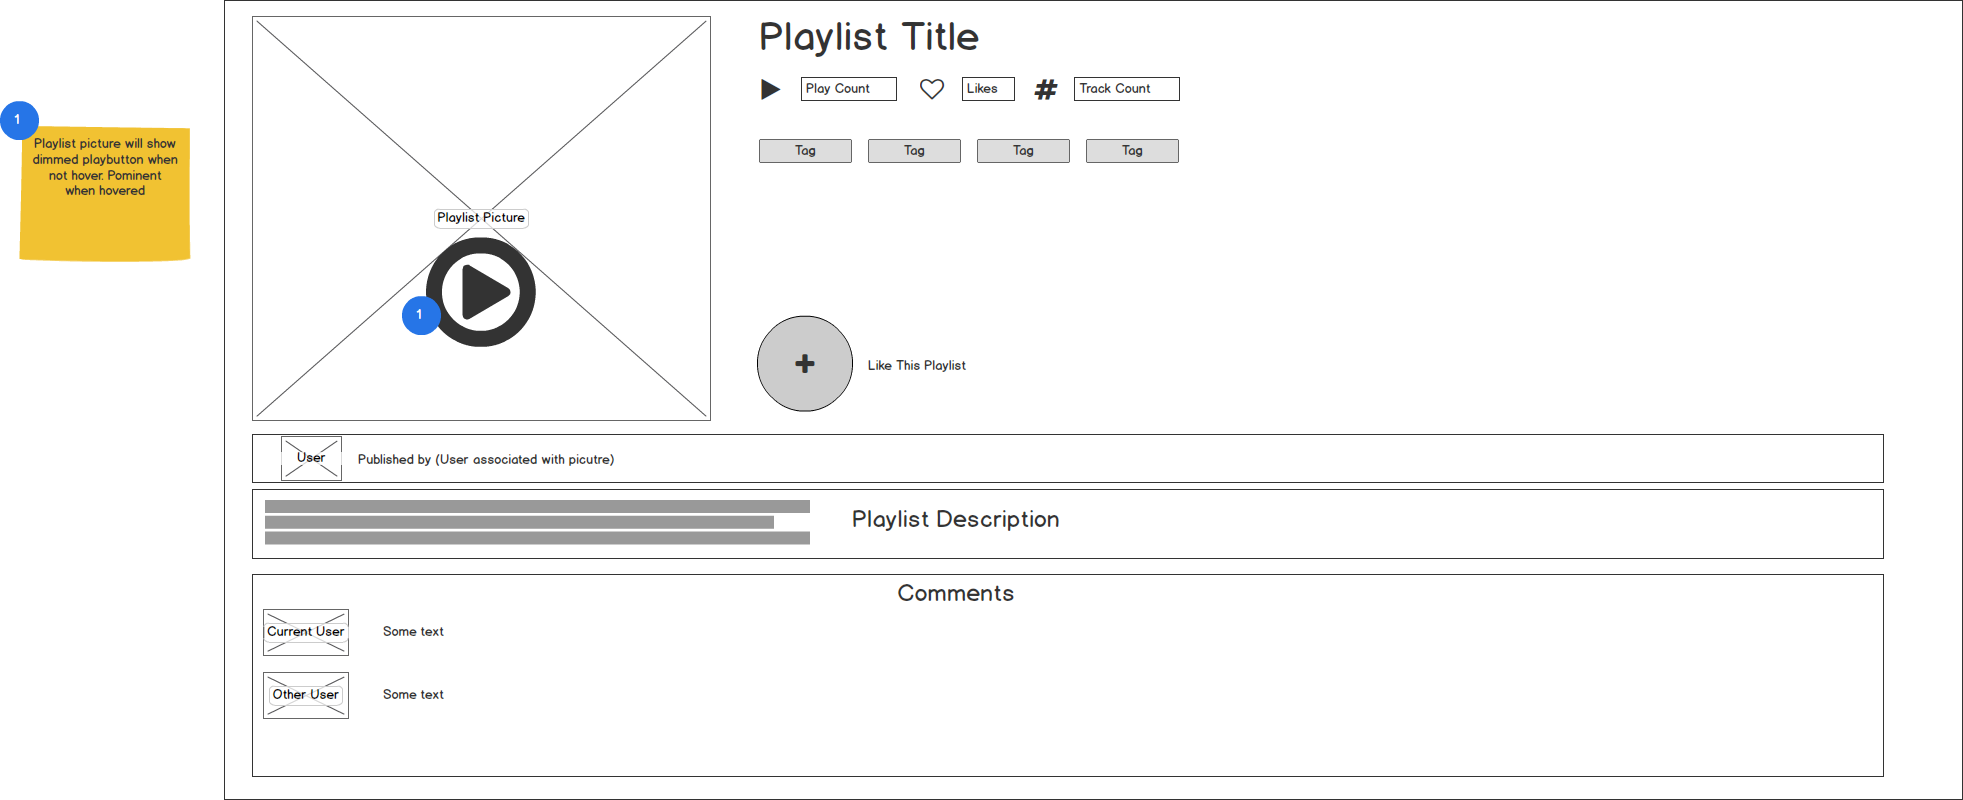 1
Playlist picture will show
dimmed playbutton when
not hover. Pominent
when hovered
Playlist Picture
1
Playlist Title
Play Count
Likes
# Track Count
Tag Tag Tag Tag
+
Like This Playlist
User
Published by (User associated with picutre)
Playlist Description
Comments
Current User
Some text
Other User
Some text